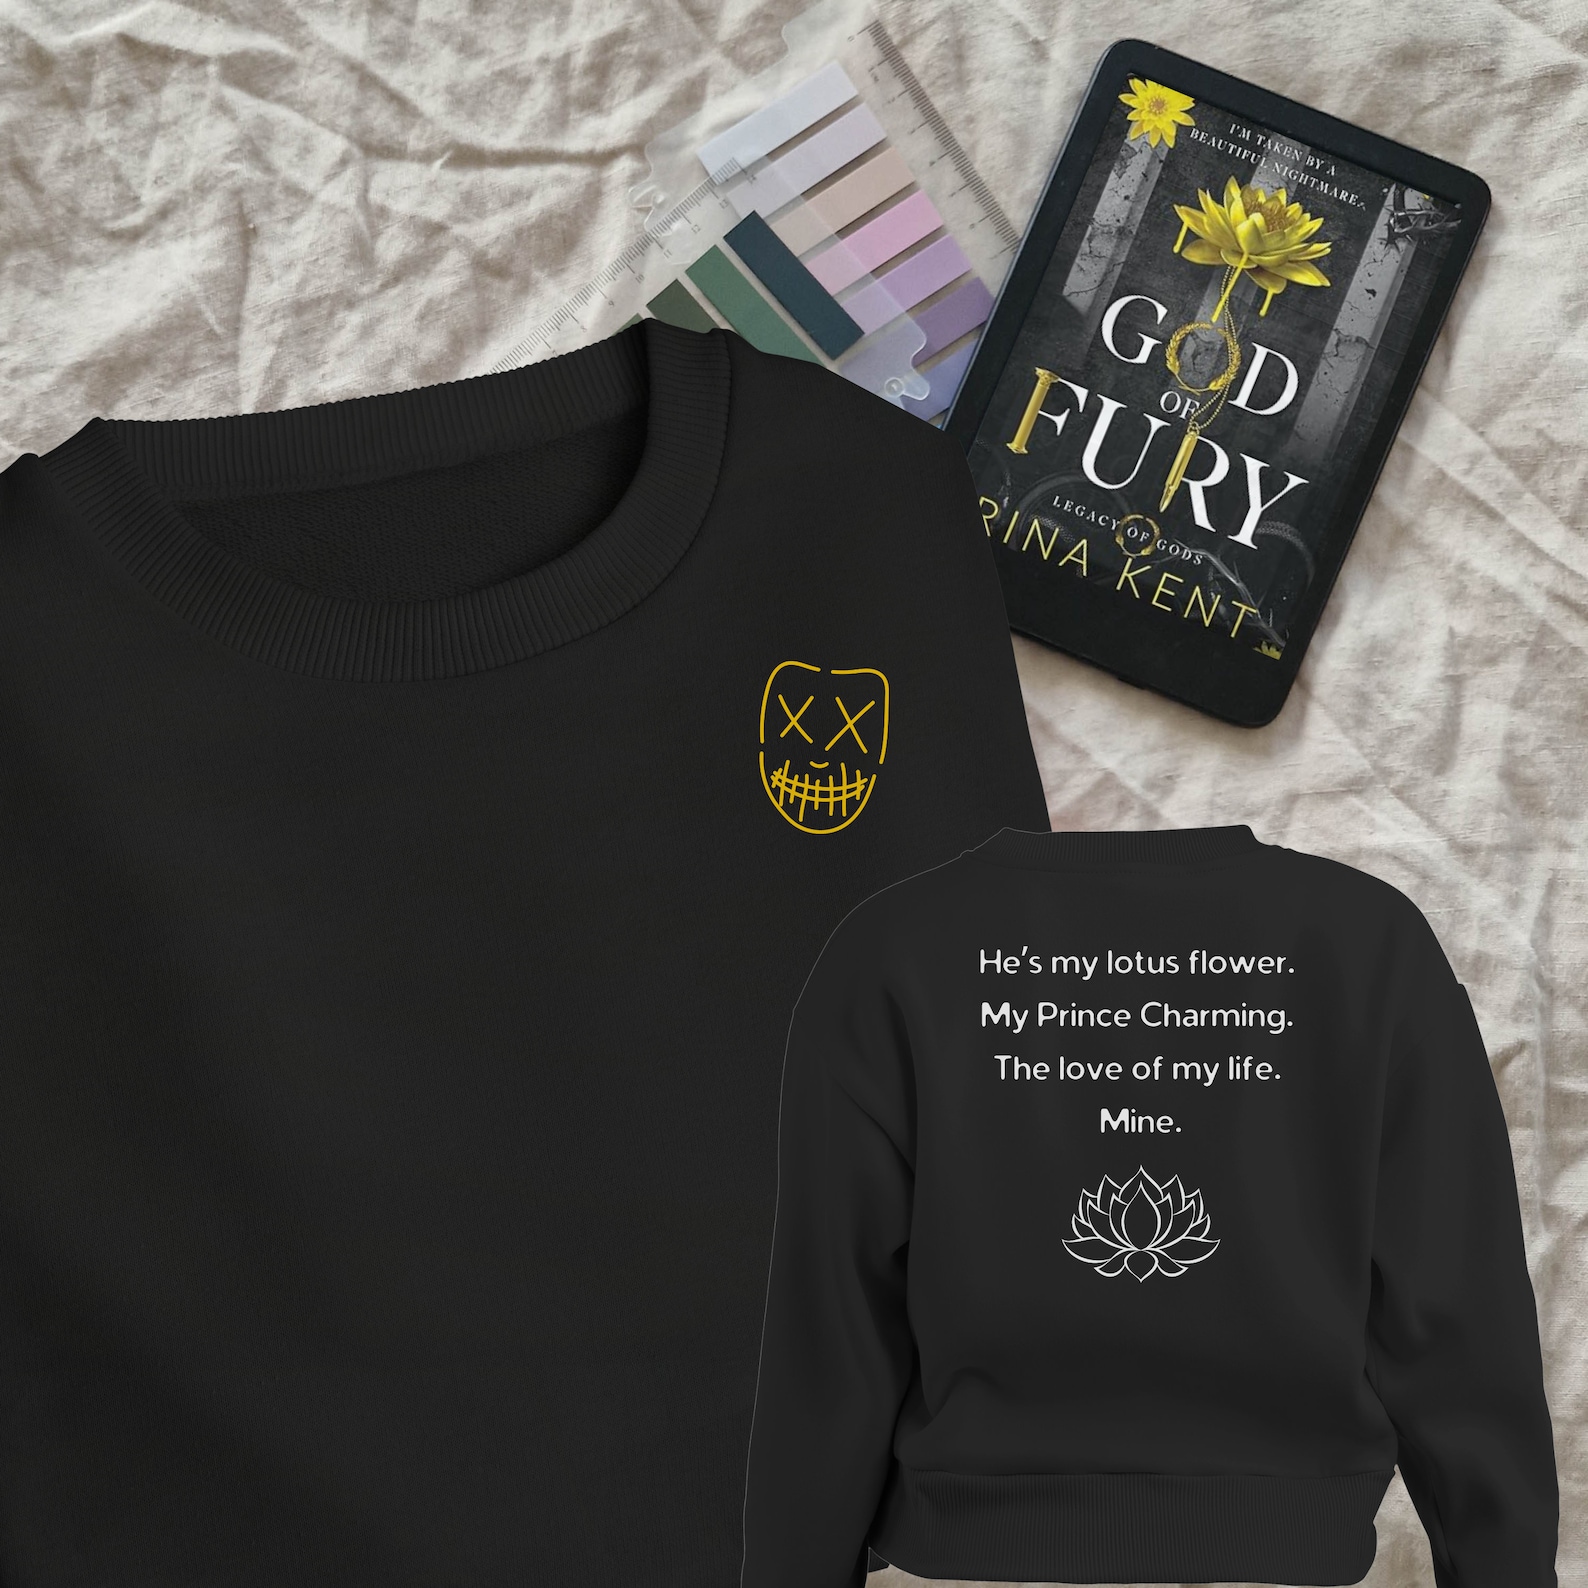 I'M TAKEN BY A
BEAUTIFUL NIGHTMARE.
GOD
OF
FURY
LEGACY OF GODS
RINA KENT
He's my lotus flower.
My Prince Charming.
The love of my life.
Mine.